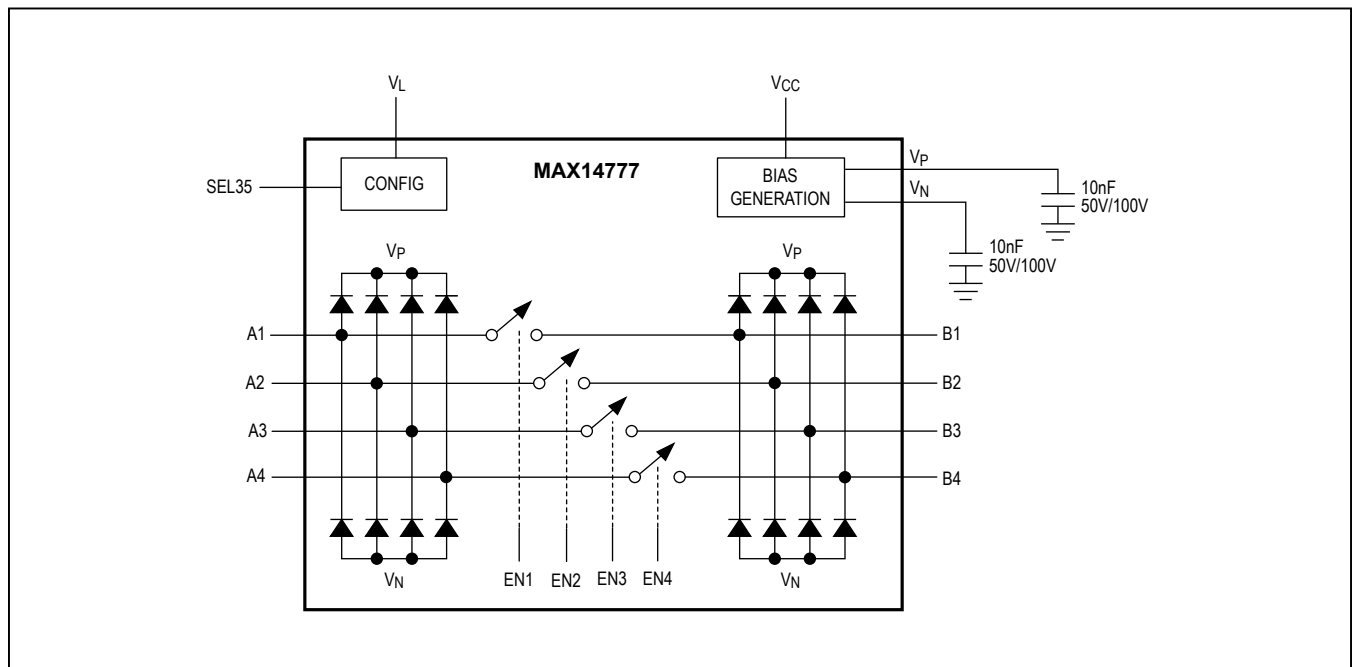 VL
VCC
MAX14777
SEL35
CONFIG
BIAS
GENERATION
VP
VN
10nF
50V/100V
10nF
50V/100V
VP
VP
A1
B1
A2
B2
A3
B3
A4
B4
VN
EN1
EN2
EN3
EN4
VN